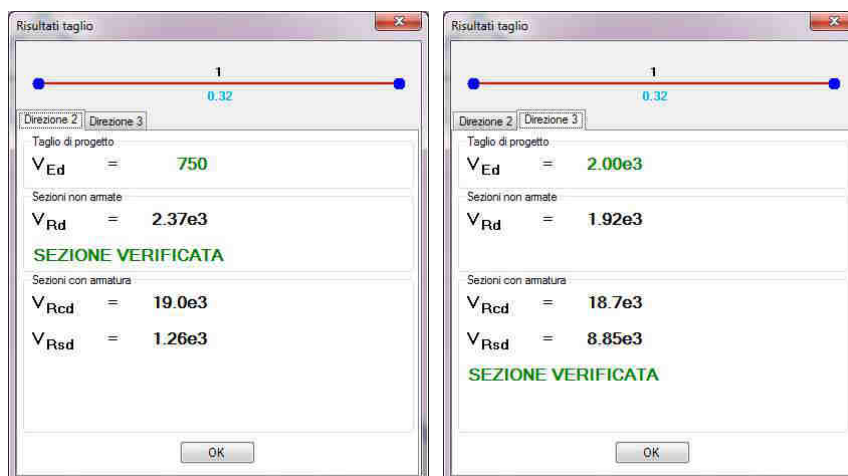 Risultati taglio
1
0.32
Direzione 2 Direzione 3
Taglio di progetto
VEd = 750
Sezioni non armate
VRd = 2.37e3
SEZIONE VERIFICATA
Sezioni con armatura
VRcd = 19.0e3
VRsd = 1.26e3
OK
Risultati taglio
1
0.32
Direzione 2 Direzione 3
Taglio di progetto
VEd = 2.00e3
Sezioni non armate
VRd = 1.92e3
Sezioni con armatura
VRcd = 18.7e3
VRsd = 8.85e3
SEZIONE VERIFICATA
OK